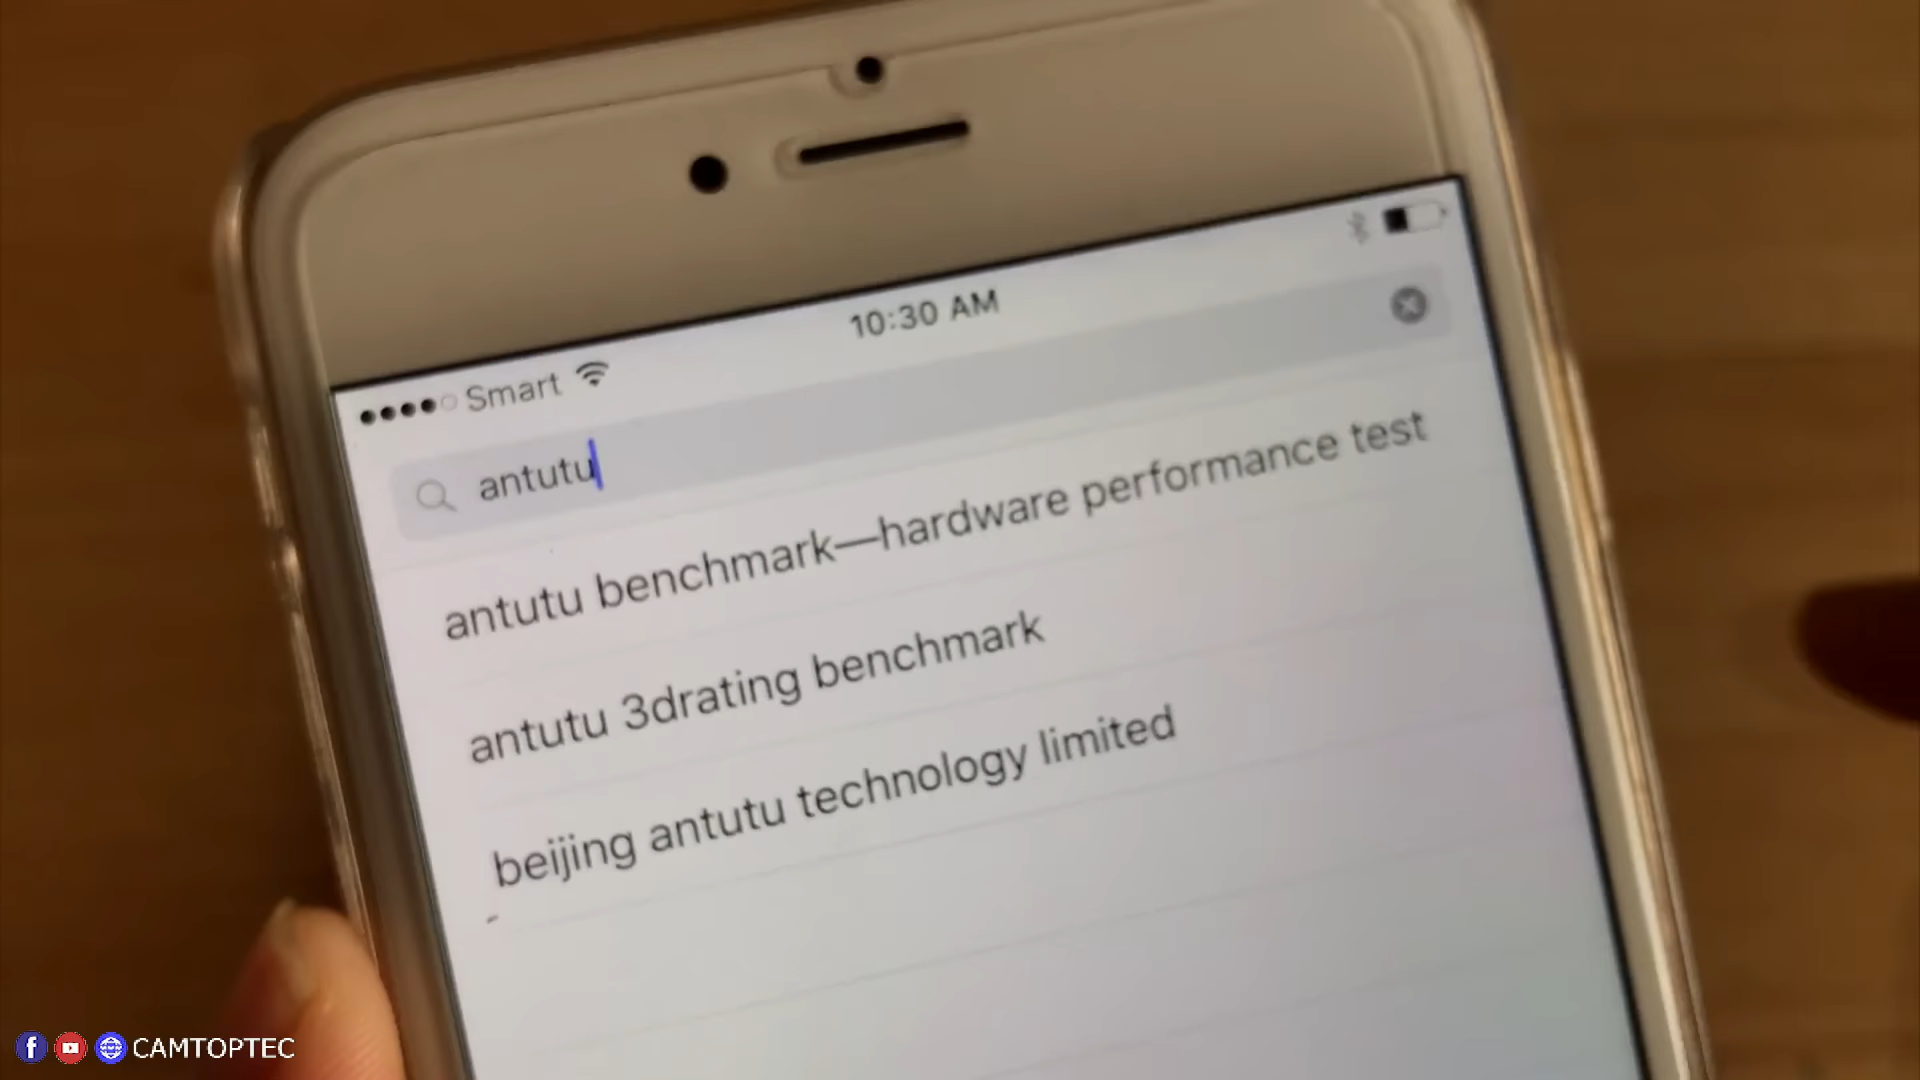 10:30 AM
Smart
antutu
antutu benchmark—hardware performance test
antutu 3drating benchmark
beijing antutu technology limited
CAMTOPTEC